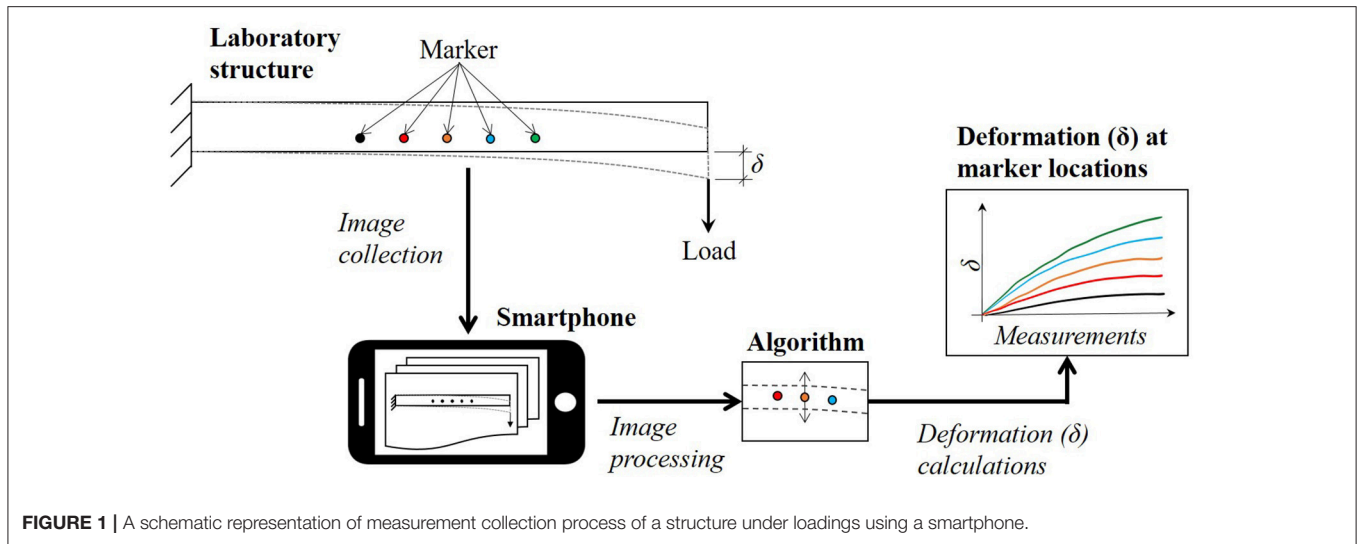 Laboratory
structure
Marker
δ
Load
Image
collection
Smartphone
Image
processing
Algorithm
Deformation (δ)
calculations
Deformation (δ) at
marker locations
δ
Measurements
FIGURE 1 | A schematic representation of measurement collection process of a structure under loadings using a smartphone.